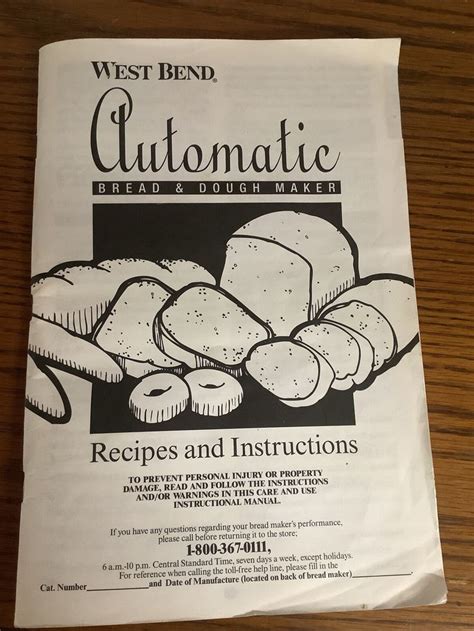 WEST BEND®
Automatic
BREAD & DOUGH MAKER
Recipes and Instructions
TO PREVENT PERSONAL INJURY OR PROPERTY
DAMAGE, READ AND FOLLOW THE INSTRUCTIONS
AND/OR WARNINGS IN THIS CARE AND USE
INSTRUCTIONAL MANUAL.
If you have any questions regarding your bread maker's performance,
please call before returning it to the store;
1-800-367-0111,
6 a.m.-10 p.m. Central Standard Time, seven days a week, except holidays.
For reference when calling the toll-free help line, please fill in the
Cat. Number__________and Date of Manufacture (located on back of bread maker)__________.